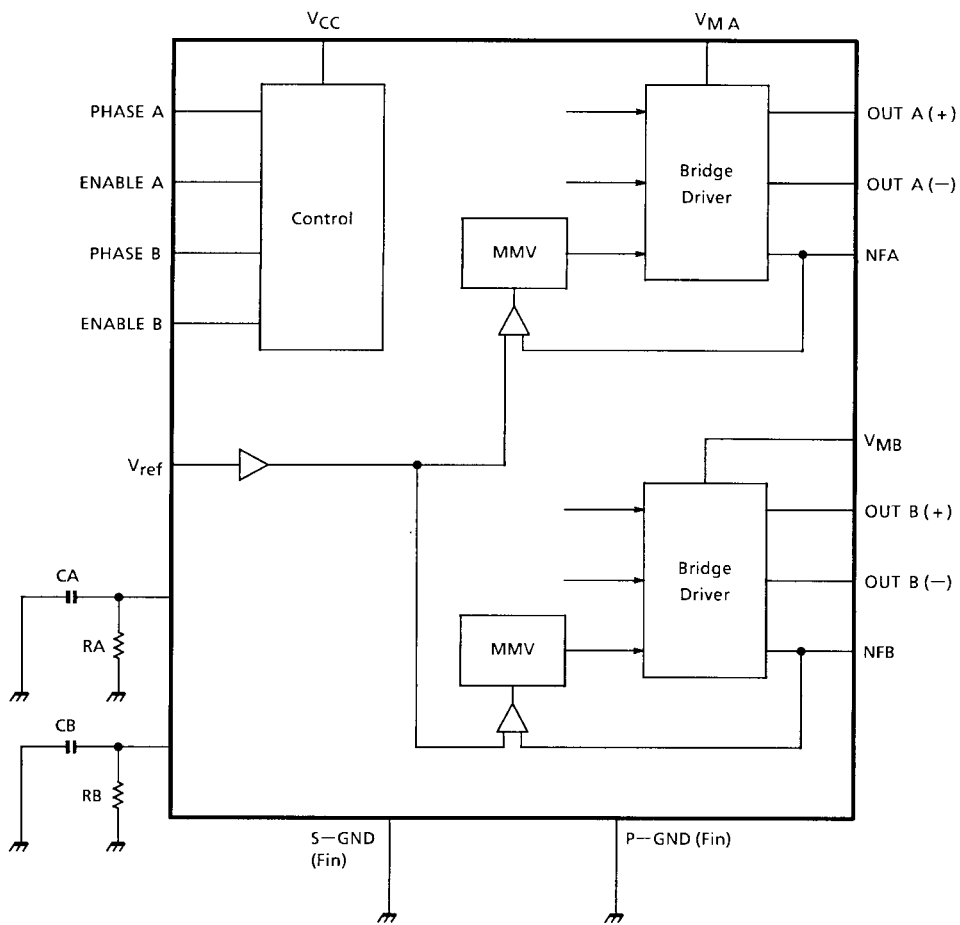 VCC
VM A
PHASE A
ENABLE A
PHASE B
ENABLE B
Control
Bridge
Driver
MMV
OUT A (+)
OUT A (—)
NFA
Vref
VMB
Bridge
Driver
MMV
OUT B (+)
OUT B (—)
NFB
CA
RA
CB
RB
S—GND
(Fin)
P—GND (Fin)